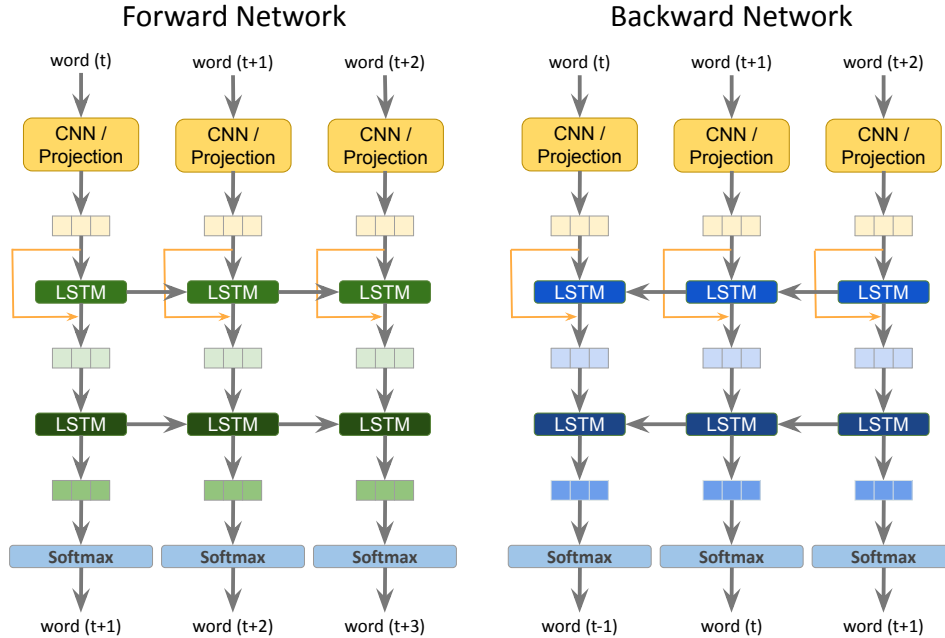 Forward Network
Backward Network
word (t)
word (t+1)
word (t+2)
word (t)
word (t+1)
word (t+2)
CNN /
Projection
CNN /
Projection
CNN /
Projection
CNN /
Projection
CNN /
Projection
CNN /
Projection
LSTM
LSTM
LSTM
LSTM
LSTM
LSTM
LSTM
LSTM
LSTM
LSTM
LSTM
LSTM
Softmax
Softmax
Softmax
Softmax
Softmax
Softmax
word (t+1)
word (t+2)
word (t+3)
word (t-1)
word (t)
word (t+1)